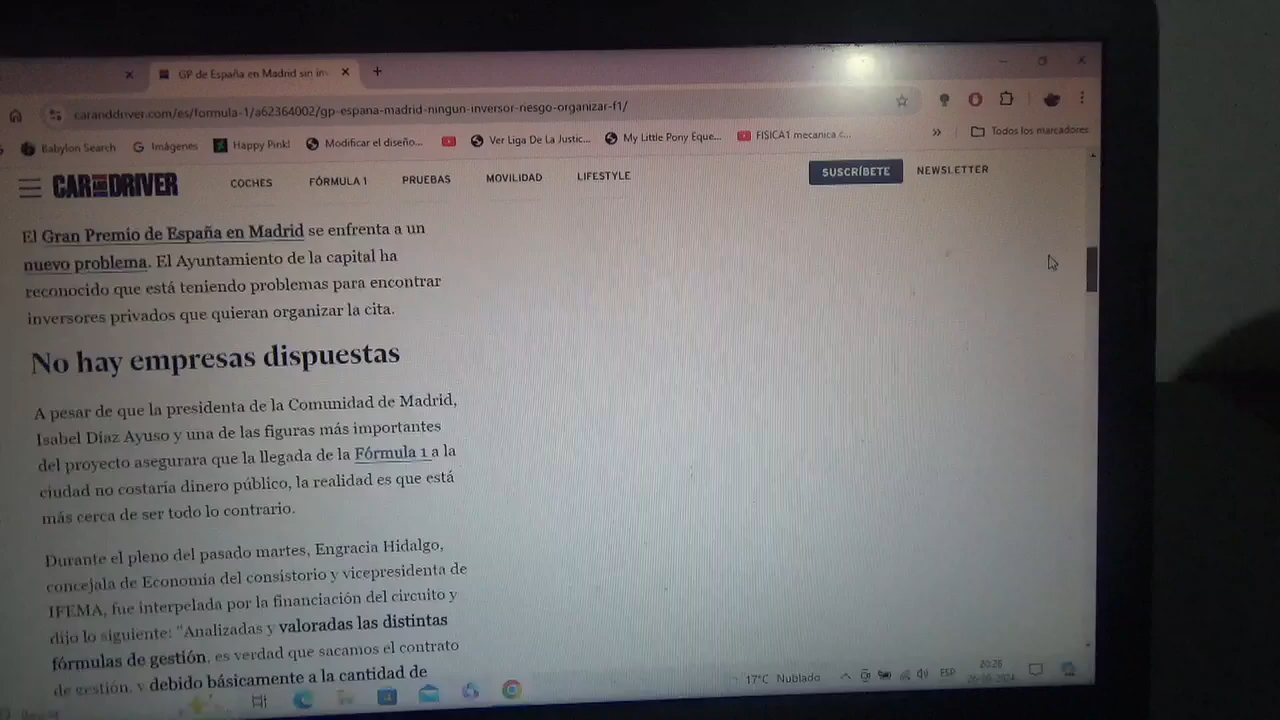 GP de España en Madrid sin inv
caranddriver.com/es/formula-1/a62364002/gp-espana-madrid-ningun-inversor-riesgo-organizar-f1/
Babylon Search Imágenes Happy Pink! Modificar el diseño... Ver Liga De La Justic... My Little Pony Eque... FISICA1 mecanica c... » Todos los marcadores
CAR AND DRIVER COCHES FÓRMULA 1 PRUEBAS MOVILIDAD LIFESTYLE SUSCRÍBETE NEWSLETTER
El Gran Premio de España en Madrid se enfrenta a un
nuevo problema. El Ayuntamiento de la capital ha
reconocido que está teniendo problemas para encontrar
inversores privados que quieran organizar la cita.
No hay empresas dispuestas
A pesar de que la presidenta de la Comunidad de Madrid,
Isabel Díaz Ayuso y una de las figuras más importantes
del proyecto asegurara que la llegada de la Fórmula 1 a la
ciudad no costaría dinero público, la realidad es que está
más cerca de ser todo lo contrario.
Durante el pleno del pasado martes, Engracia Hidalgo,
concejala de Economía del consistorio y vicepresidenta de
IFEMA, fue interpelada por la financiación del circuito y
dijo lo siguiente: "Analizadas y valoradas las distintas
fórmulas de gestión, es verdad que sacamos el contrato
de gestión, y debido básicamente a la cantidad de
17°C Nublado ESP 20:26